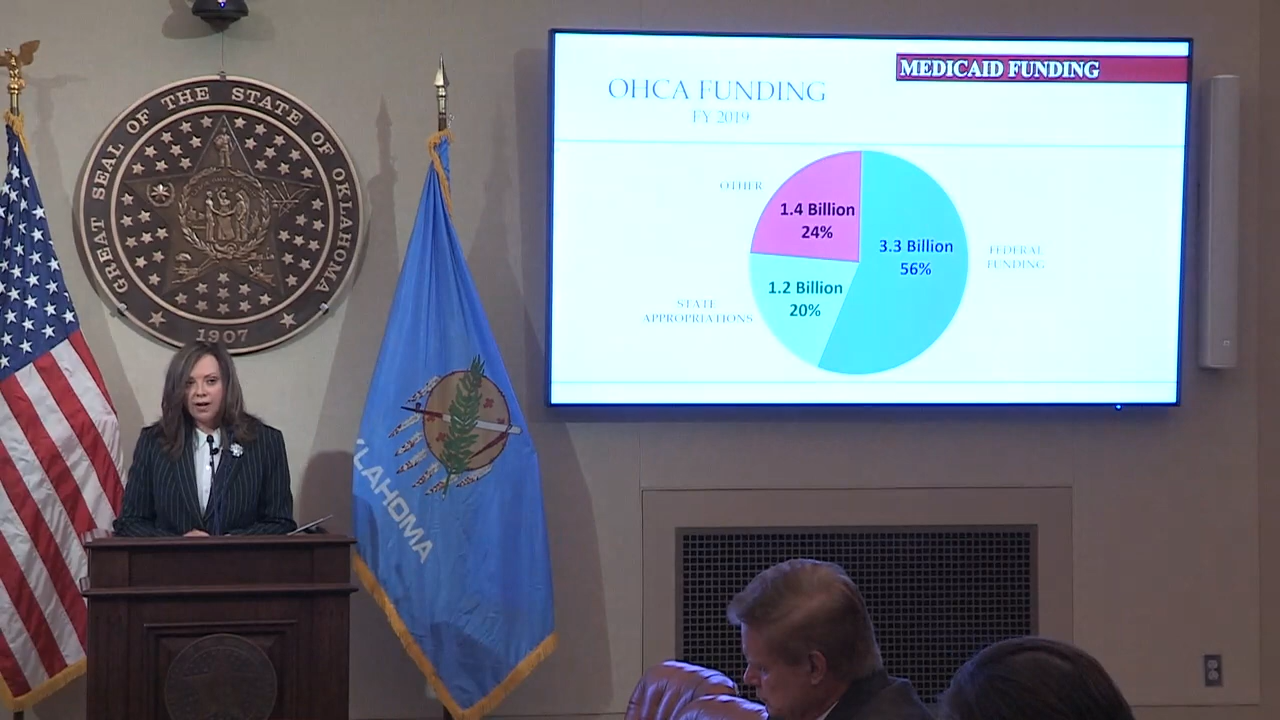 GREAT SEAL OF THE STATE OF OKLAHOMA
1907
KLAHOMA
MEDICAID FUNDING
OHCA FUNDING
FY 2019
OTHER
1.4 Billion
24%
3.3 Billion
56%
FEDERAL
FUNDING
1.2 Billion
20%
STATE
APPROPRIATIONS